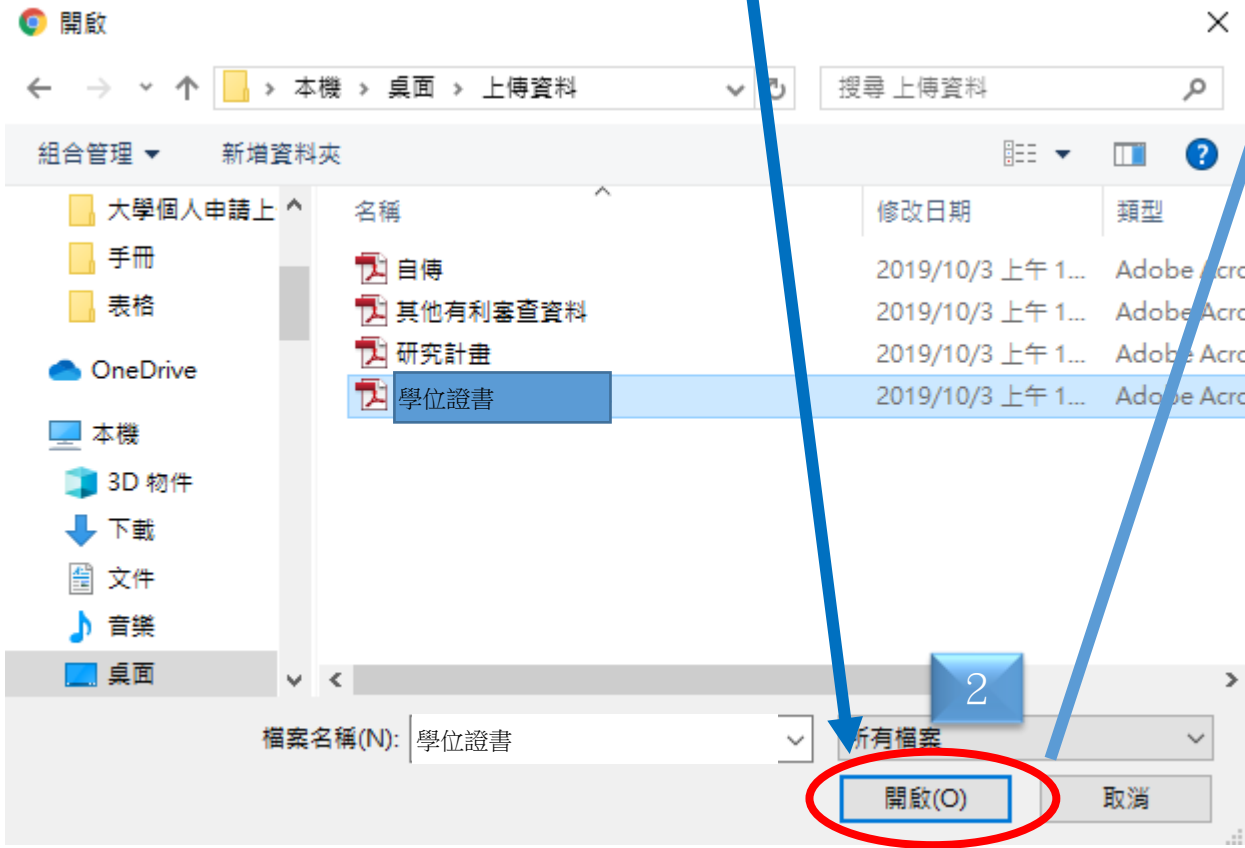 開啟
本機 › 桌面 › 上傳資料
搜尋 上傳資料
組合管理 新增資料夾
大學個人申請上
手冊
表格
OneDrive
本機
3D 物件
下載
文件
音樂
桌面
名稱 修改日期 類型
自傳 2019/10/3 上午 1... Adobe Acro
其他有利審查資料 2019/10/3 上午 1... Adobe Acro
研究計畫 2019/10/3 上午 1... Adobe Acro
學位證書 2019/10/3 上午 1... Adobe Acro
2
檔案名稱(N): 學位證書 所有檔案
開啟(O) 取消